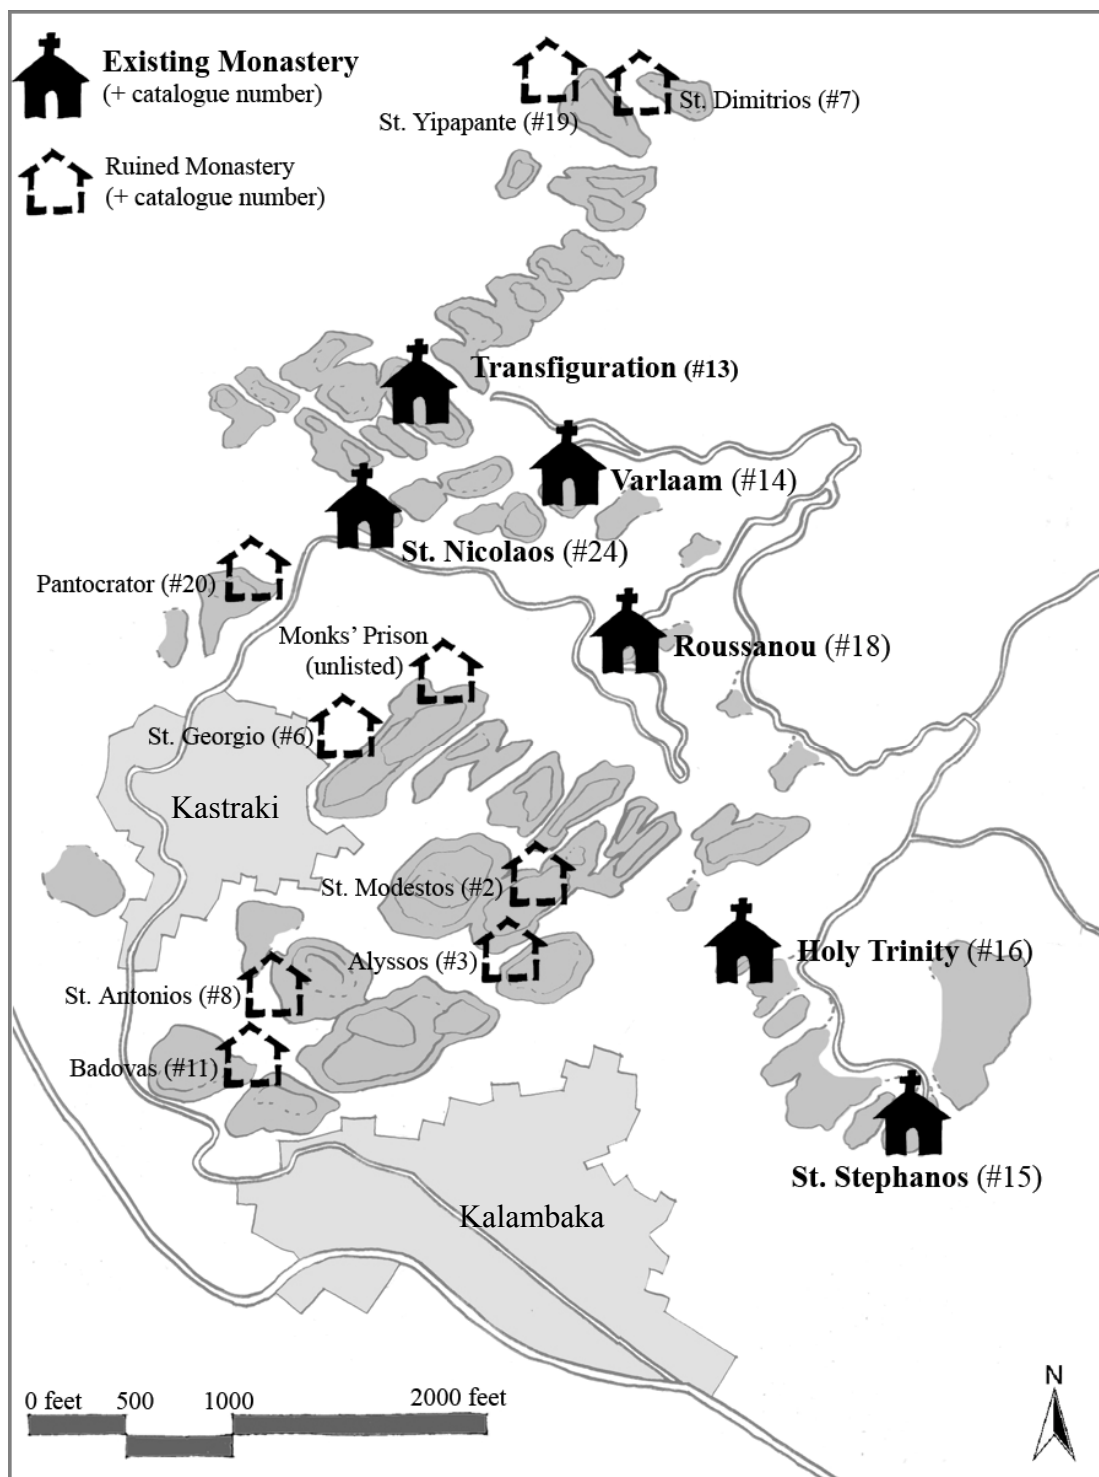 Existing Monastery
(+ catalogue number)
Ruined Monastery
(+ catalogue number)
St. Dimitrios (#7)
St. Yipapante (#19)
Transfiguration (#13)
Varlaam (#14)
St. Nicolaos (#24)
Pantocrator (#20)
Monks' Prison
(unlisted)
Roussanou (#18)
St. Georgio (#6)
Kastraki
St. Modestos (#2)
Holy Trinity (#16)
Alyssos (#3)
St. Antonios (#8)
Badovas (#11)
St. Stephanos (#15)
Kalambaka
N
0 feet 500 1000 2000 feet